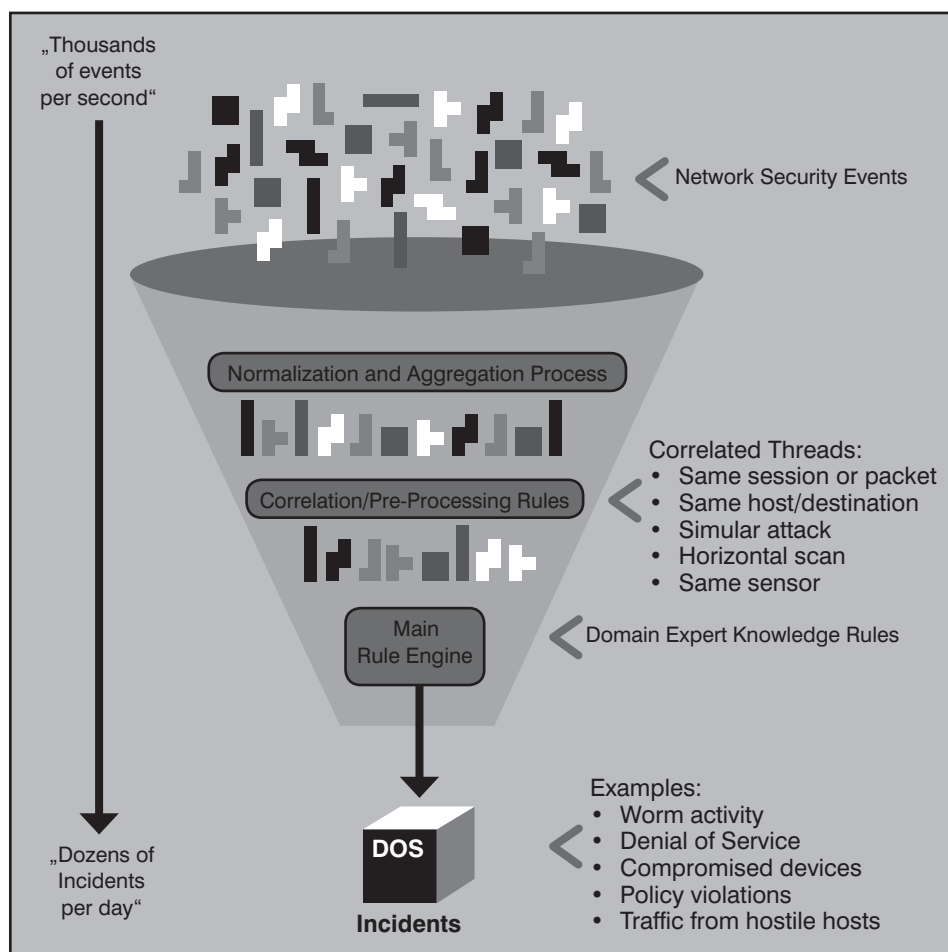 „Thousands
of events
per second“
Network Security Events
Normalization and Aggregation Process
Correlation/Pre-Processing Rules
Correlated Threads:
• Same session or packet
• Same host/destination
• Simular attack
• Horizontal scan
• Same sensor
Main
Rule Engine
Domain Expert Knowledge Rules
„Dozens of
Incidents
per day“
DOS
Incidents
Examples:
• Worm activity
• Denial of Service
• Compromised devices
• Policy violations
• Traffic from hostile hosts